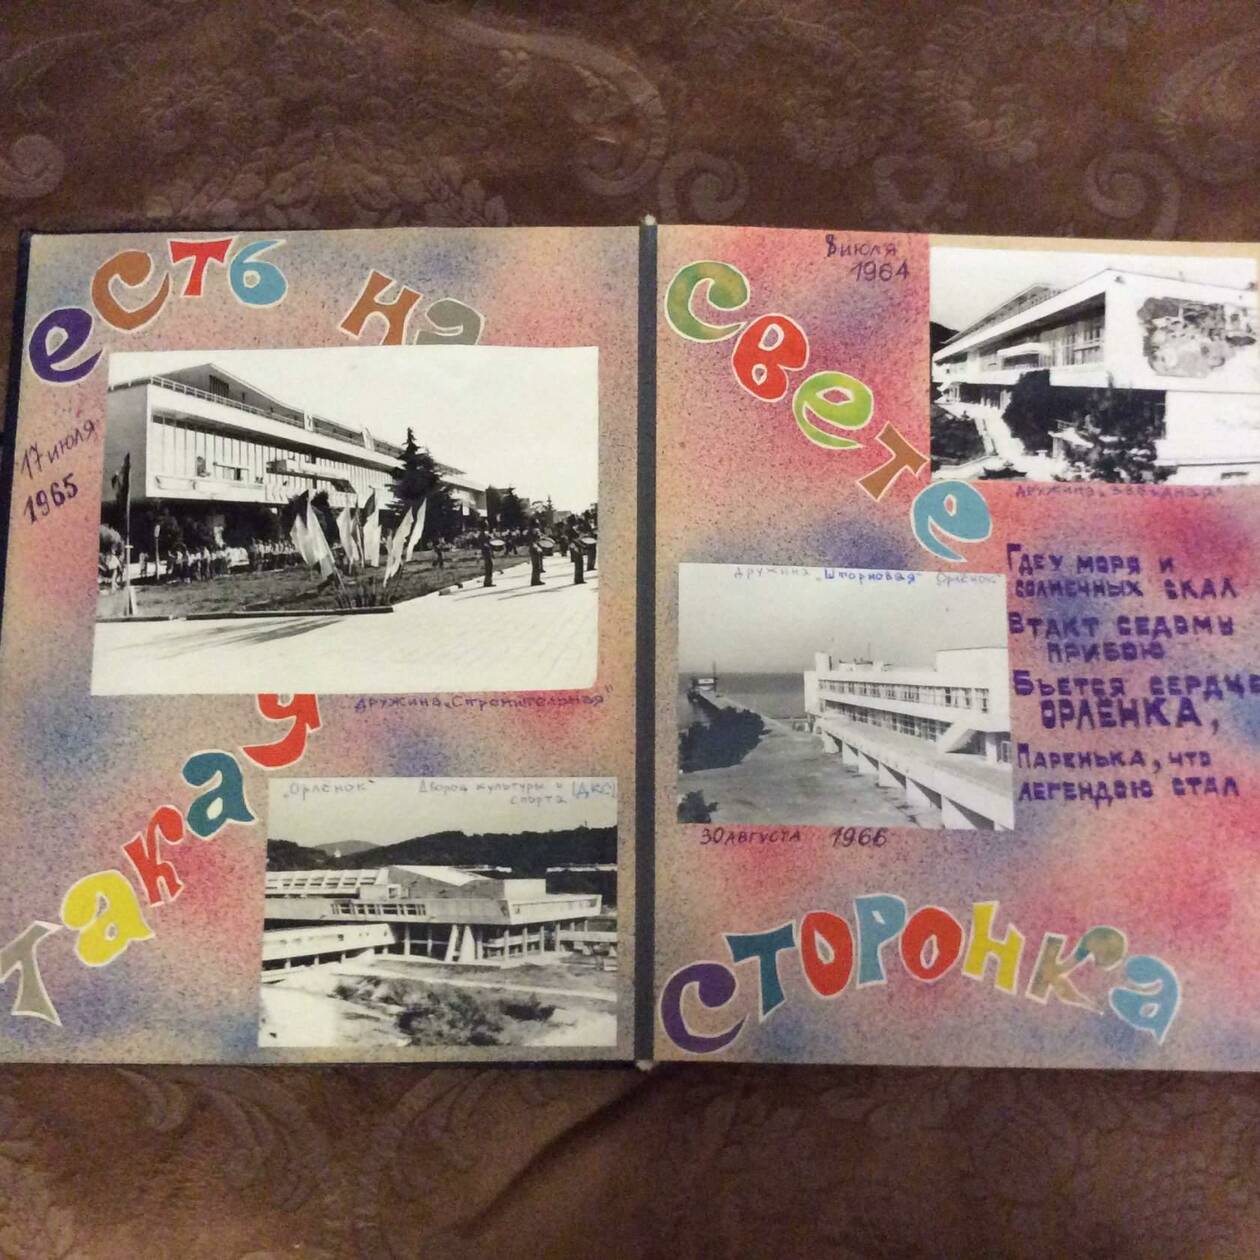 есть на
17 июля
1965
Дружина „Строительная"
такая
„Орлёнок" Дворец культуры и (ДКС)
спорта
8 июля
1964
свете
Дружина „Звёздная"
Дружина „Штормовая" Орлёнок
Где у моря и
солнечных скал
В такт седому
прибою
Бьется сердце
ОРЛЁНКА,
Паренька, что
легендою стал
30 августа 1966
сторонка